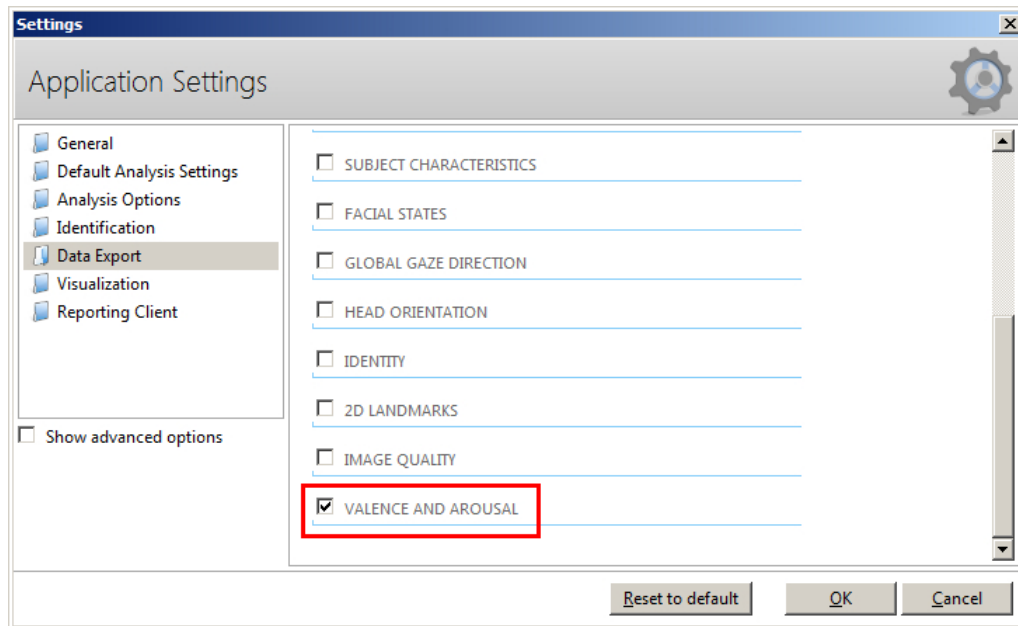 Settings
Application Settings
General
Default Analysis Settings
Analysis Options
Identification
Data Export
Visualization
Reporting Client
Show advanced options
SUBJECT CHARACTERISTICS
FACIAL STATES
GLOBAL GAZE DIRECTION
HEAD ORIENTATION
IDENTITY
2D LANDMARKS
IMAGE QUALITY
VALENCE AND AROUSAL
Reset to default OK Cancel